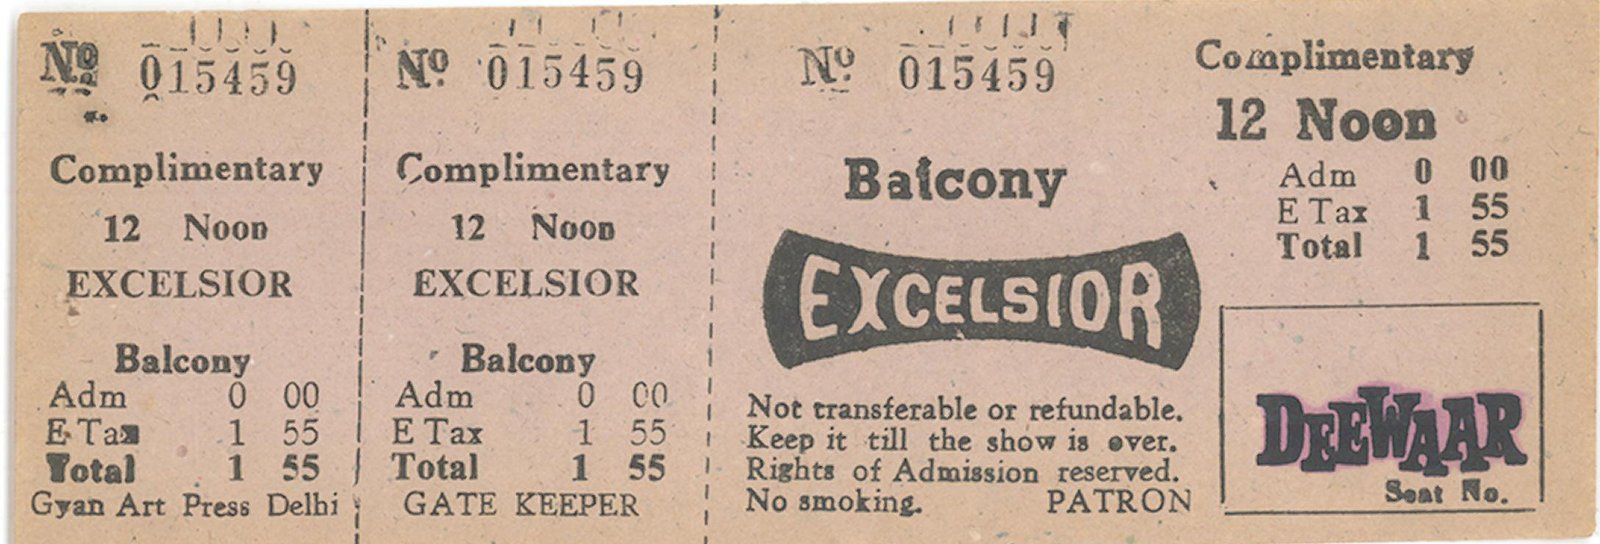 Nº 015459
Complimentary
12 Noon
EXCELSIOR
Balcony
Adm 0 00
E Tax 1 55
Total 1 55
Gyan Art Press Delhi
Nº 015459
Complimentary
12 Noon
EXCELSIOR
Balcony
Adm 0 00
E Tax 1 55
Total 1 55
GATE KEEPER
Nº 015459
Balcony
EXCELSIOR
Not transferable or refundable.
Keep it till the show is over.
Rights of Admission reserved.
No smoking. PATRON
Complimentary
12 Noon
Adm 0 00
E Tax 1 55
Total 1 55
DEEWAAR
Seat No.